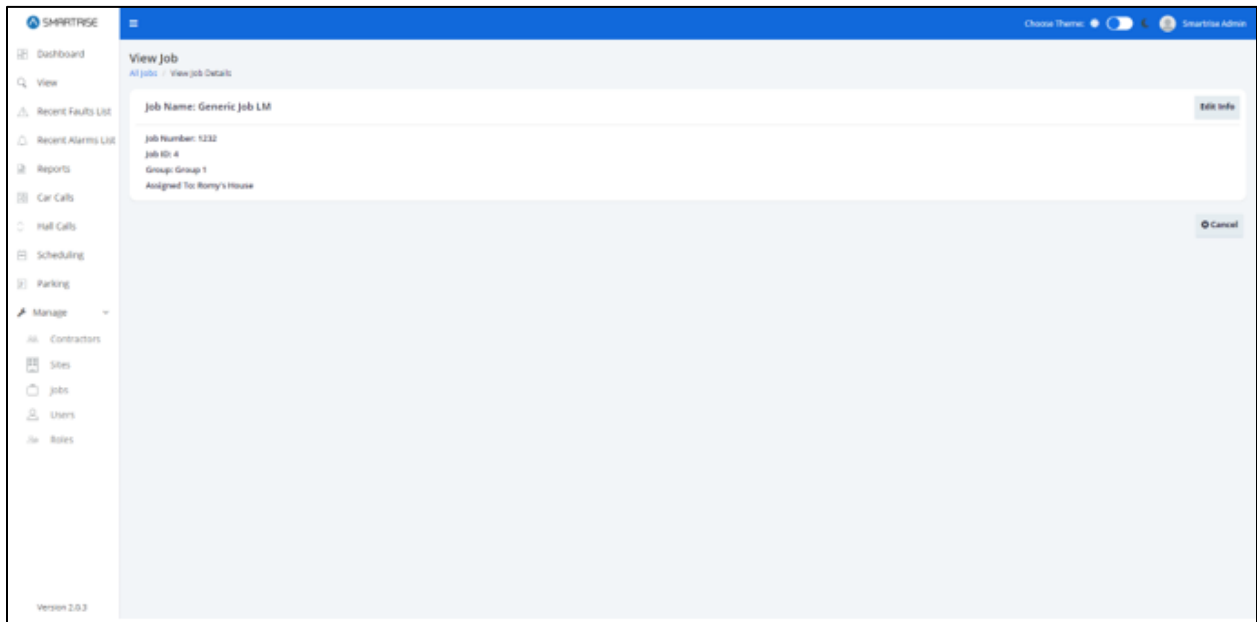 SMARTRISE
Choose Theme: Smartrise Admin
Dashboard
View
Recent Faults List
Recent Alarms List
Reports
Car Calls
Hall Calls
Scheduling
Parking
Manage
Contractors
Sites
Jobs
Users
Roles
Version 2.0.3
View Job
All Jobs / View Job Details
Job Name: Generic Job LM
Edit Info
Job Number: 1232
Job ID: 4
Group: Group 1
Assigned To: Romy's House
Cancel